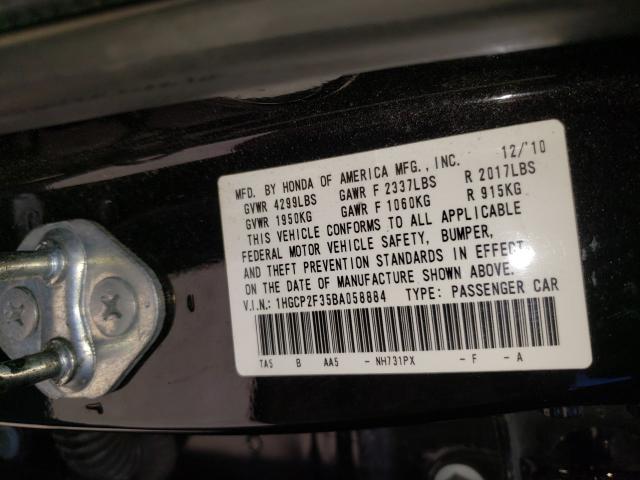 MFD. BY HONDA OF AMERICA MFG., INC. 12/'10
GVWR 4299LBS GAWR F 2337LBS R 2017LBS
GVWR 1950KG GAWR F 1060KG R 915KG
THIS VEHICLE CONFORMS TO ALL APPLICABLE
FEDERAL MOTOR VEHICLE SAFETY, BUMPER,
AND THEFT PREVENTION STANDARDS IN EFFECT
ON THE DATE OF MANUFACTURE SHOWN ABOVE.
V.I.N.: 1HGCP2F35BA058884 TYPE: PASSENGER CAR
TA5 B AA5 -NH731PX -F -A